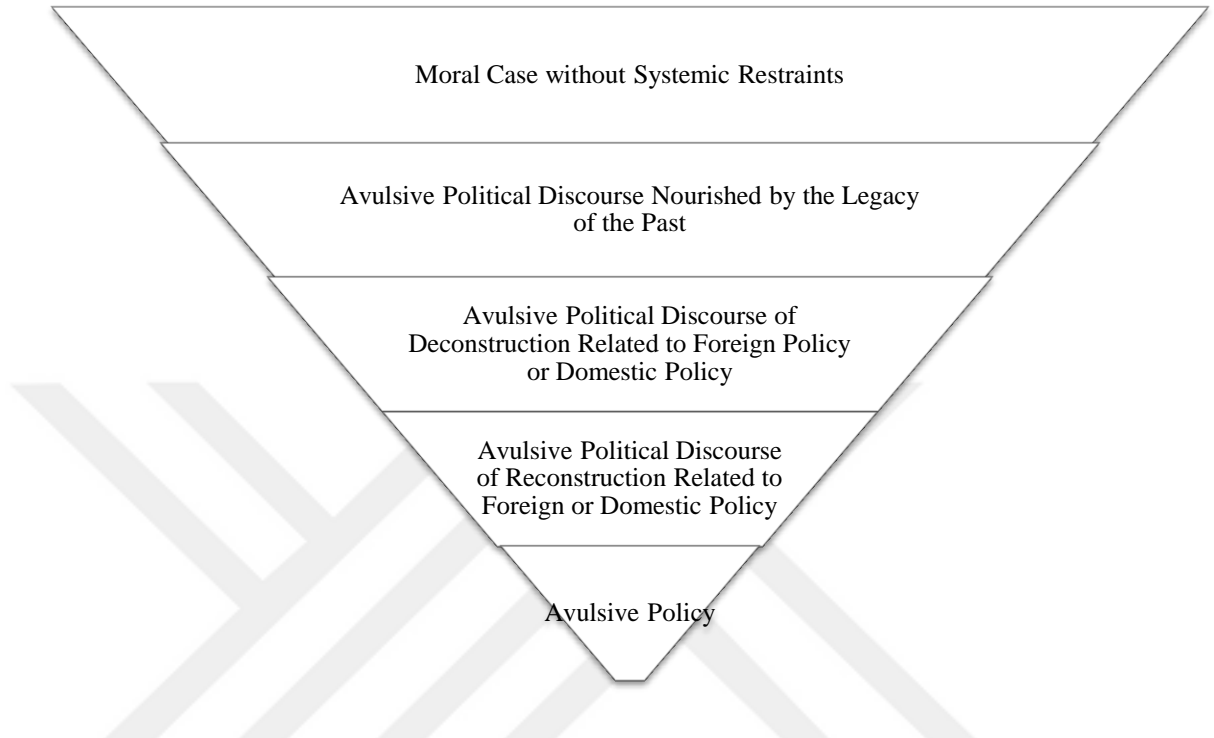 Moral Case without Systemic Restraints
Avulsive Political Discourse Nourished by the Legacy
of the Past
Avulsive Political Discourse of
Deconstruction Related to Foreign Policy
or Domestic Policy
Avulsive Political Discourse
of Reconstruction Related to
Foreign or Domestic Policy
Avulsive Policy